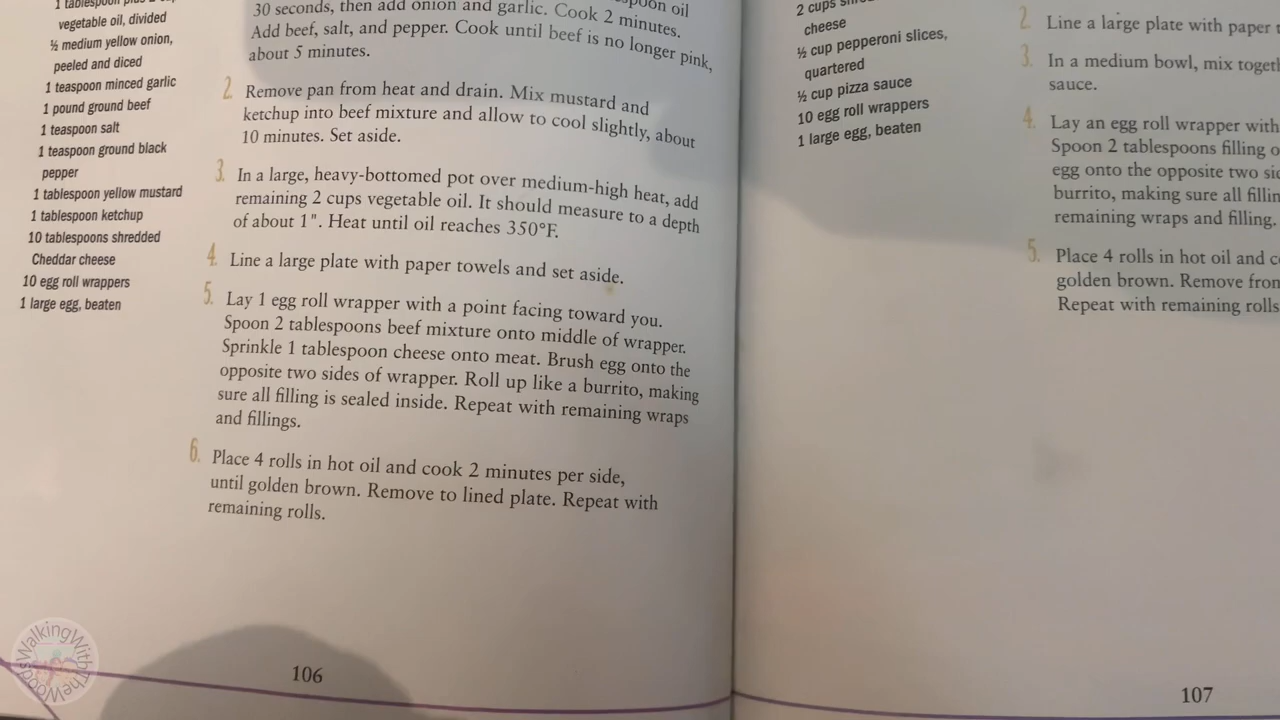 1 tablespoon plus 2
vegetable oil, divided
½ medium yellow onion,
peeled and diced
1 teaspoon minced garlic
1 pound ground beef
1 teaspoon salt
1 teaspoon ground black
pepper
1 tablespoon yellow mustard
1 tablespoon ketchup
10 tablespoons shredded
Cheddar cheese
10 egg roll wrappers
1 large egg, beaten
oil
30 seconds, then add onion and garlic. Cook 2 minutes.
Add beef, salt, and pepper. Cook until beef is no longer pink,
about 5 minutes.
2. Remove pan from heat and drain. Mix mustard and
ketchup into beef mixture and allow to cool slightly, about
10 minutes. Set aside.
3. In a large, heavy-bottomed pot over medium-high heat, add
remaining 2 cups vegetable oil. It should measure to a depth
of about 1". Heat until oil reaches 350°F.
4. Line a large plate with paper towels and set aside.
5. Lay 1 egg roll wrapper with a point facing toward you.
Spoon 2 tablespoons beef mixture onto middle of wrapper.
Sprinkle 1 tablespoon cheese onto meat. Brush egg onto the
opposite two sides of wrapper. Roll up like a burrito, making
sure all filling is sealed inside. Repeat with remaining wraps
and fillings.
6. Place 4 rolls in hot oil and cook 2 minutes per side,
until golden brown. Remove to lined plate. Repeat with
remaining rolls.
106
2 cups
cheese
½ cup pepperoni slices,
quartered
½ cup pizza sauce
10 egg roll wrappers
1 large egg, beaten
2. Line a large plate with paper
3. In a medium bowl, mix
sauce.
4. Lay an egg roll wrapper with
Spoon 2 tablespoons filling
egg onto the opposite two
burrito, making sure all
remaining wraps and filling.
5. Place 4 rolls in hot oil and
golden brown. Remove
Repeat with remaining rolls
107
WalkingWithTheWoods